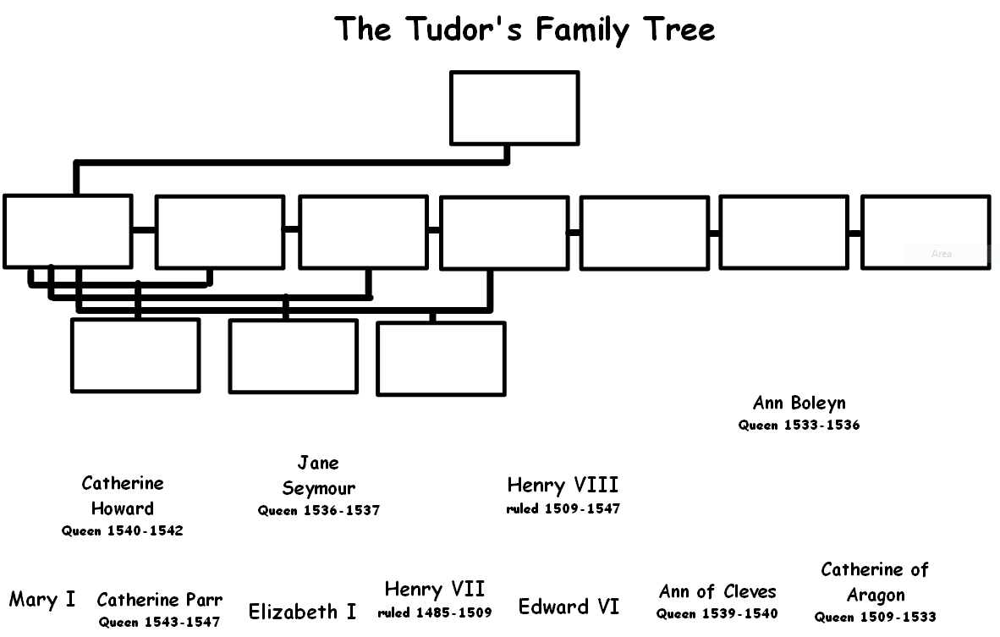 The Tudor's Family Tree
Area
Ann Boleyn
Queen 1533-1536
Jane
Seymour
Queen 1536-1537
Catherine
Howard
Queen 1540-1542
Henry VIII
ruled 1509-1547
Mary I
Catherine Parr
Queen 1543-1547
Elizabeth I
Henry VII
ruled 1485-1509
Edward VI
Ann of Cleves
Queen 1539-1540
Catherine of
Aragon
Queen 1509-1533